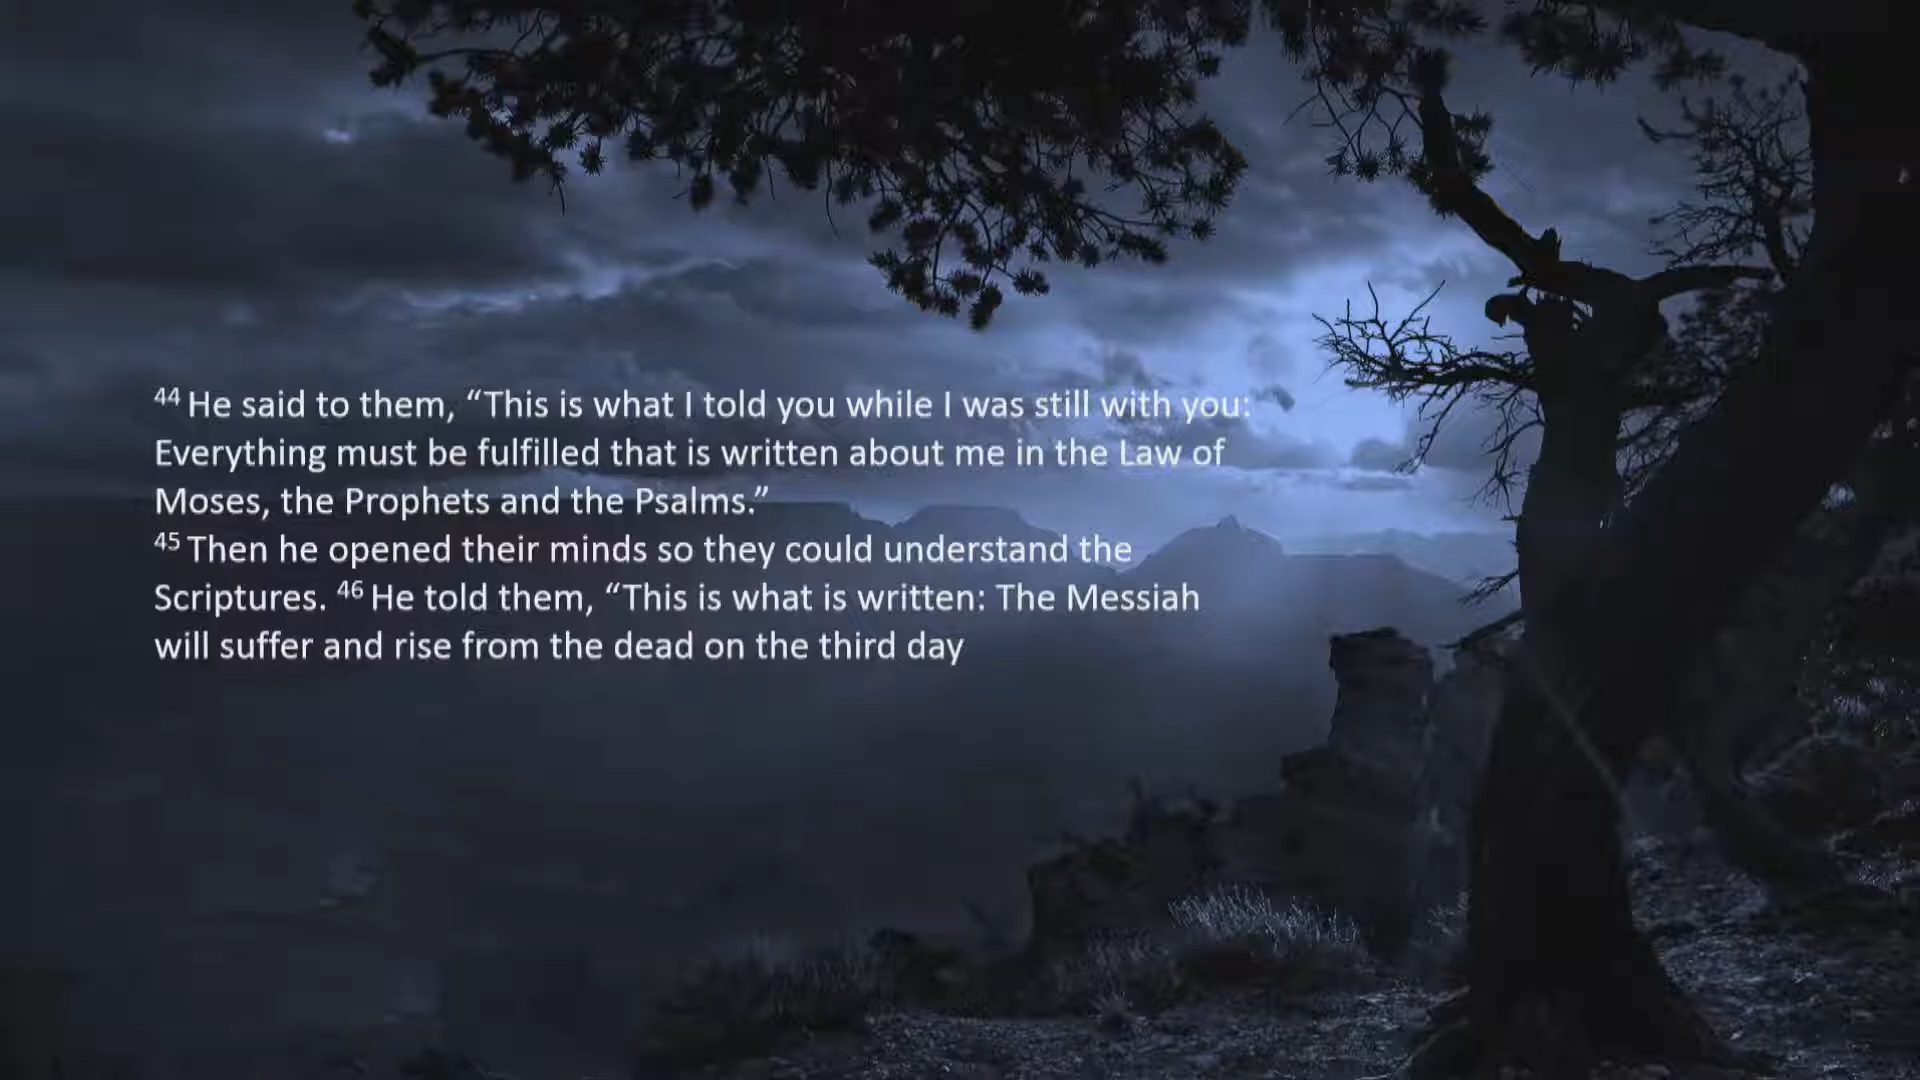 44 He said to them, “This is what I told you while I was still with you:
Everything must be fulfilled that is written about me in the Law of
Moses, the Prophets and the Psalms.”
45 Then he opened their minds so they could understand the
Scriptures. 46 He told them, “This is what is written: The Messiah
will suffer and rise from the dead on the third day